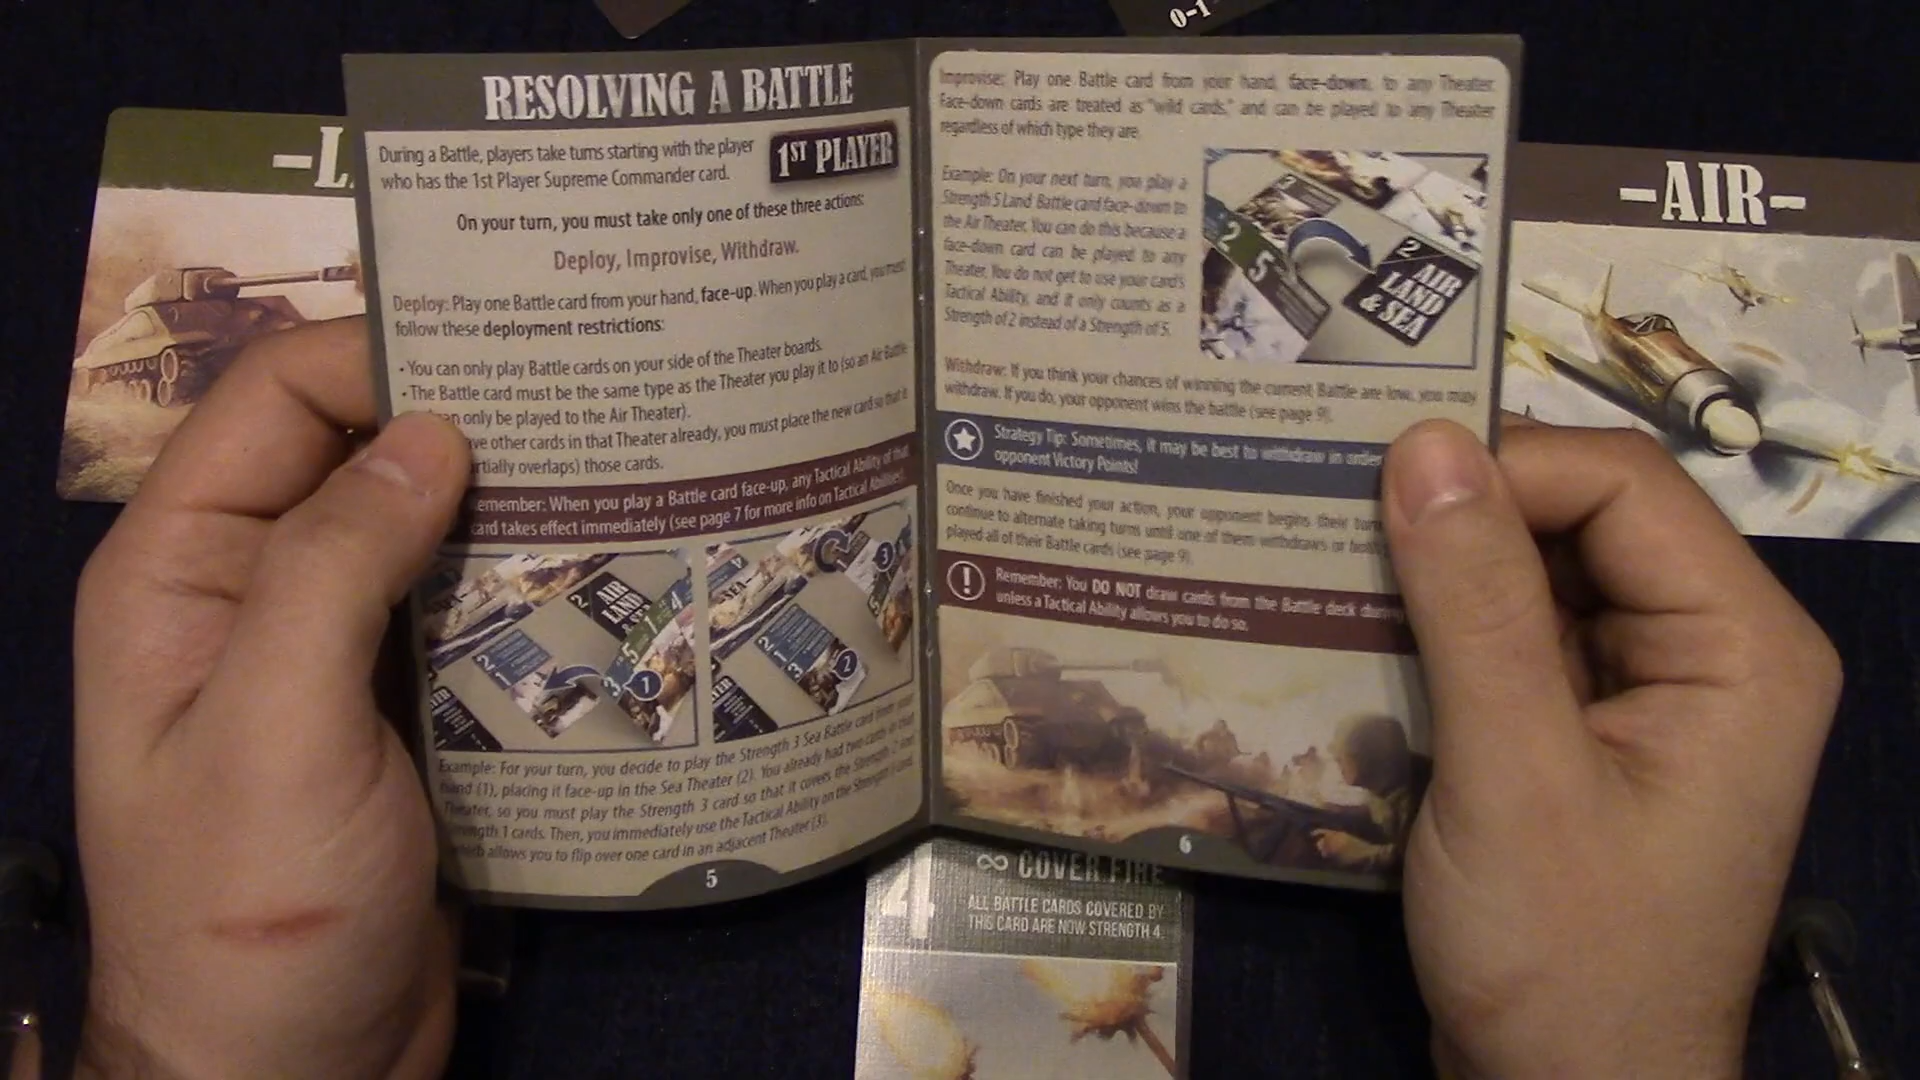 0-1
-L
RESOLVING A BATTLE
During a Battle, players take turns starting with the player
who has the 1st Player Supreme Commander card.
1ST PLAYER
On your turn, you must take only one of these three actions:
Deploy, Improvise, Withdraw.
Deploy: Play one Battle card from your hand, face-up. When you play a card, you must
follow these deployment restrictions:
• You can only play Battle cards on your side of the Theater boards.
• The Battle card must be the same type as the Theater you play it to (so an Air Battle
only be played to the Air Theater).
other cards in that Theater already, you must place the new card so that it
overlaps) those cards.
When you play a Battle card face-up, any Tactical Ability of that
card takes effect immediately (see page 7 for more info on Tactical Abilities).
2
AIR
LAND
& SEA
4
1
5
3
1
2
1
SEA
3
5
2
1
3
2
Example: For your turn, you decide to play the Strength 3 Sea Battle card from your
hand (1), placing it face-up in the Sea Theater (2). You already had two cards in that
Theater, so you must play the Strength 3 card so that it covers the Strength 2 and
Strength 1 cards. Then, you immediately use the Tactical Ability on the Strength card,
which allows you to flip over one card in an adjacent Theater (3).
5
Improvise: Play one Battle card from your hand, face-down, to any Theater.
Face-down cards are treated as "wild cards," and can be played to any Theater
regardless of which type they are.
Example: On your next turn, you play a
Strength 5 Land Battle card face-down to
the Air Theater. You can do this because a
face-down card can be played to any
Theater. You do not get to use your card's
Tactical Ability, and it only counts as a
Strength of 2 instead of a Strength of 5.
2
5
2
AIR
LAND
& SEA
Withdraw: If you think your chances of winning the current Battle are low, you may
withdraw. If you do, your opponent wins the battle (see page 9).
Strategy Tip: Sometimes, it may be best to withdraw in order
opponent Victory Points!
Once you have finished your action, your opponent begins their turn.
continue to alternate taking turns until one of them withdraws or both
played all of their Battle cards (see page 9).
Remember: You DO NOT draw cards from the Battle deck during
unless a Tactical Ability allows you to do so.
6
-AIR-
4
∞ COVER FIRE
ALL BATTLE CARDS COVERED BY
THIS CARD ARE NOW STRENGTH 4.